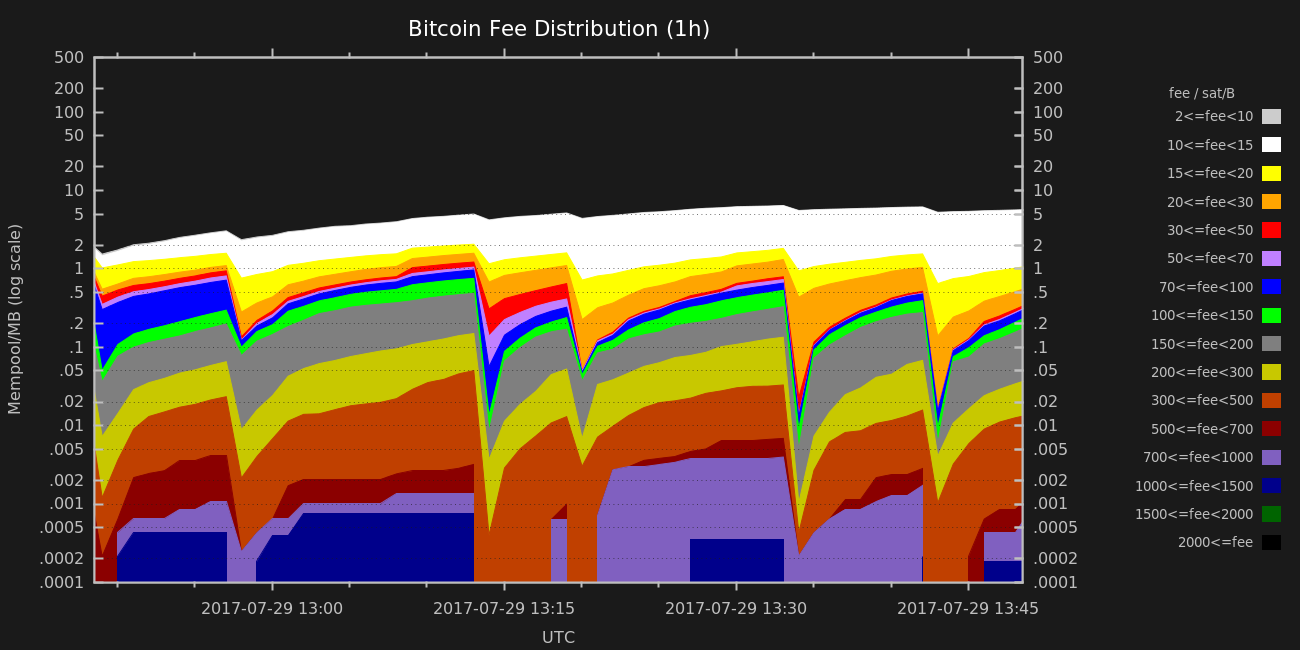 Bitcoin Fee Distribution (1h)
Mempool/MB (log scale)
500
200
100
50
20
10
5
2
1
.5
.2
.1
.05
.02
.01
.005
.002
.001
.0005
.0002
.0001
500
200
100
50
20
10
5
2
1
.5
.2
.1
.05
.02
.01
.005
.002
.001
.0005
.0002
.0001
2017-07-29 13:00
2017-07-29 13:15
2017-07-29 13:30
2017-07-29 13:45
UTC
fee / sat/B
2<=fee<10
10<=fee<15
15<=fee<20
20<=fee<30
30<=fee<50
50<=fee<70
70<=fee<100
100<=fee<150
150<=fee<200
200<=fee<300
300<=fee<500
500<=fee<700
700<=fee<1000
1000<=fee<1500
1500<=fee<2000
2000<=fee